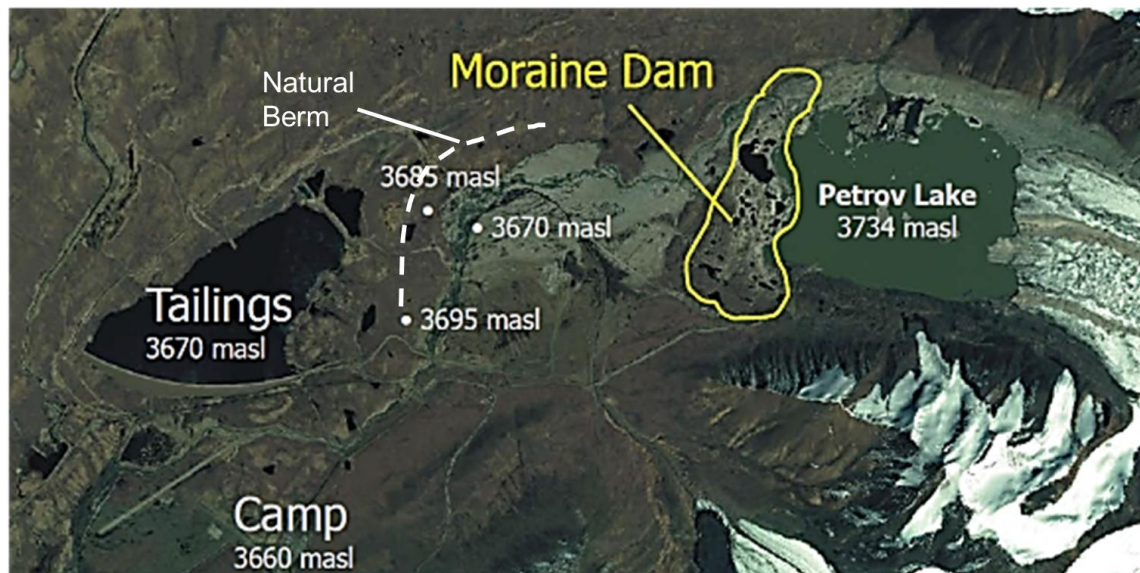 Moraine Dam
Natural
Berm
3685 masl
Petrov Lake
3734 masl
3670 masl
Tailings
3670 masl
3695 masl
Camp
3660 masl